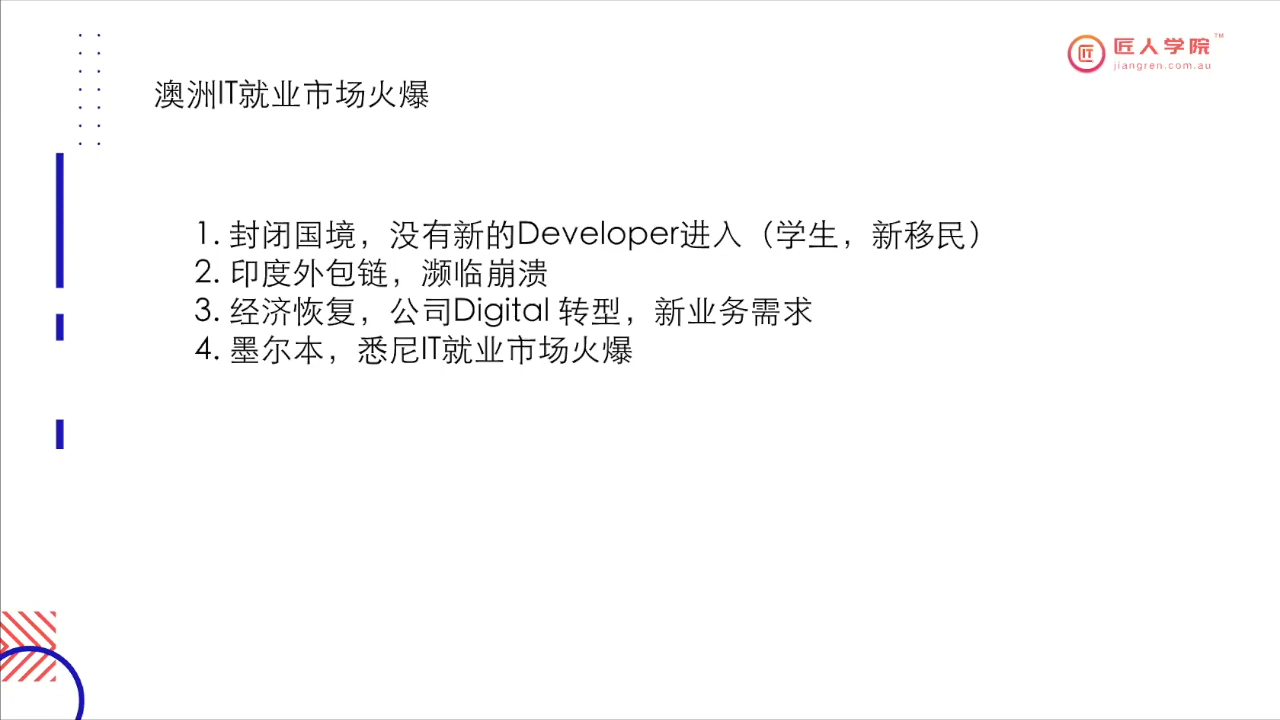 匠 匠人学院™
jiangren.com.au
澳洲IT就业市场火爆
1. 封闭国境，没有新的Developer进入（学生，新移民）
2. 印度外包链，濒临崩溃
3. 经济恢复，公司Digital 转型，新业务需求
4. 墨尔本，悉尼IT就业市场火爆